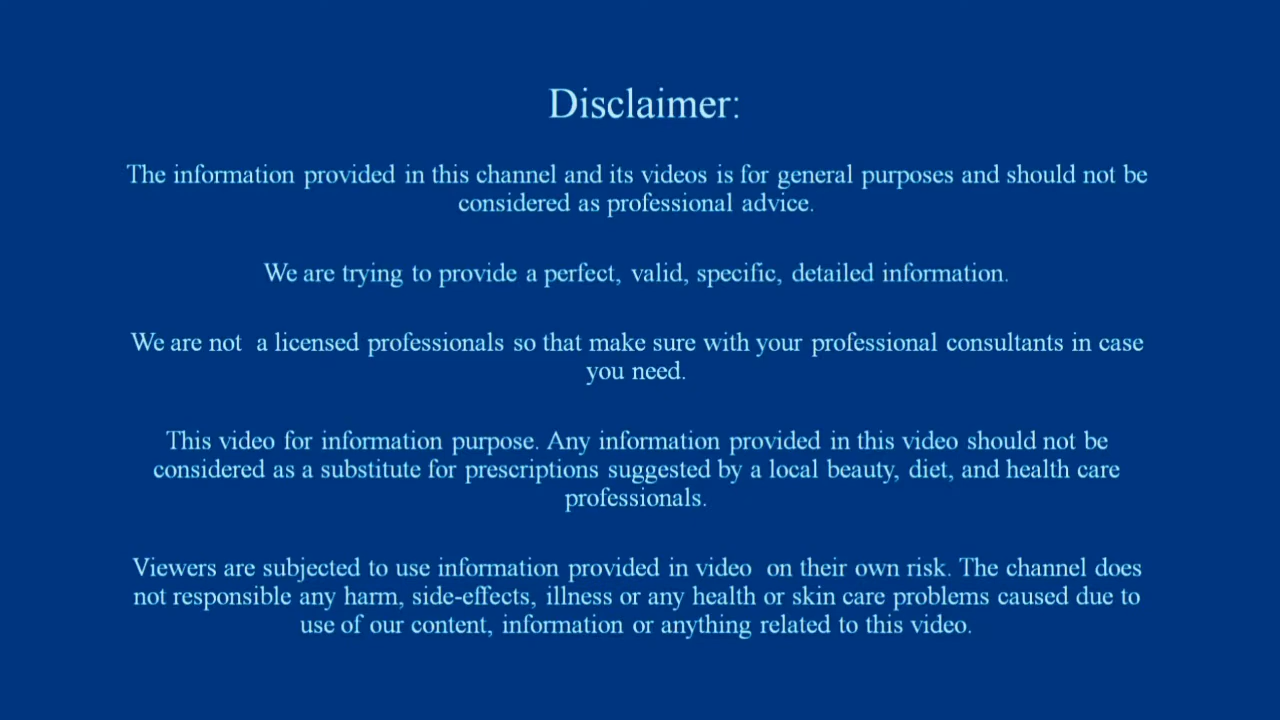 Disclaimer:
The information provided in this channel and its videos is for general purposes and should not be
considered as professional advice.
We are trying to provide a perfect, valid, specific, detailed information.
We are not  a licensed professionals so that make sure with your professional consultants in case
you need.
This video for information purpose. Any information provided in this video should not be
considered as a substitute for prescriptions suggested by a local beauty, diet, and health care
professionals.
Viewers are subjected to use information provided in video  on their own risk. The channel does
not responsible any harm, side-effects, illness or any health or skin care problems caused due to
use of our content, information or anything related to this video.